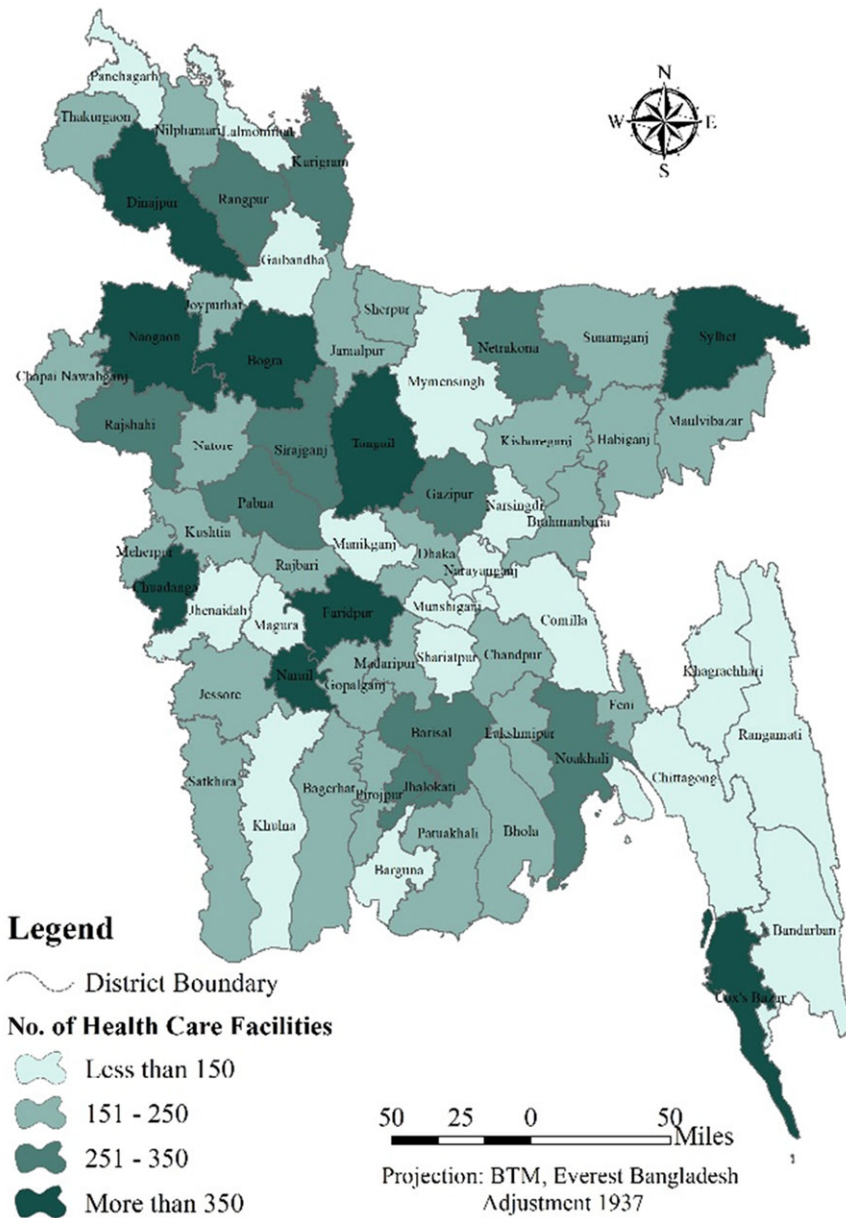 Panchagarh
Thakurgaon
Nilphamari
Lalmonirhat
Kurigram
Dinajpur
Rangpur
Gaibandha
N
W
E
S
Joypurhat
Sherpur
Naogaon
Bogra
Jamalpur
Netrakona
Sunamganj
Sylhet
Chapai Nawabganj
Mymensingh
Rajshahi
Natore
Sirajganj
Tangail
Kishoreganj
Habiganj
Maulvibazar
Pabna
Gazipur
Narsingdi
Brahmanbaria
Kushtia
Manikganj
Dhaka
Meherpur
Rajbari
Narayanganj
Chuadanga
Jhenaidah
Magura
Faridpur
Munshiganj
Comilla
Shariatpur
Chandpur
Khagrachhari
Narail
Madaripur
Gopalganj
Jessore
Feni
Rangamati
Barisal
Lakshmipur
Noakhali
Chittagong
Satkhira
Bagerhat
Pirojpur
Jhalokati
Khulna
Patuakhali
Bhola
Barguna
Bandarban
Cox's Bazar
Legend
District Boundary
No. of Health Care Facilities
Less than 150
151 - 250
251 - 350
More than 350
50 25 0 50
Miles
Projection: BTM, Everest Bangladesh
Adjustment 1937